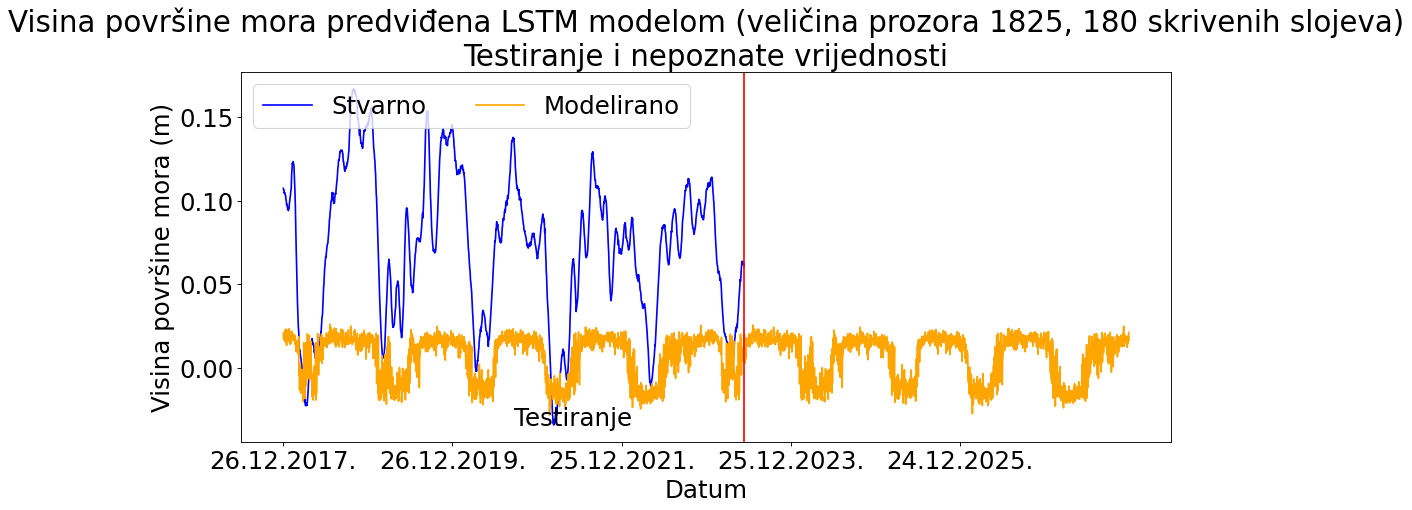 Visina površine mora predviđena LSTM modelom (veličina prozora 1825, 180 skrivenih slojeva)
Testiranje i nepoznate vrijednosti
Stvarno Modelirano
Visina površine mora (m)
0.15
0.10
0.05
0.00
Testiranje
26.12.2017. 26.12.2019. 25.12.2021. 25.12.2023. 24.12.2025.
Datum